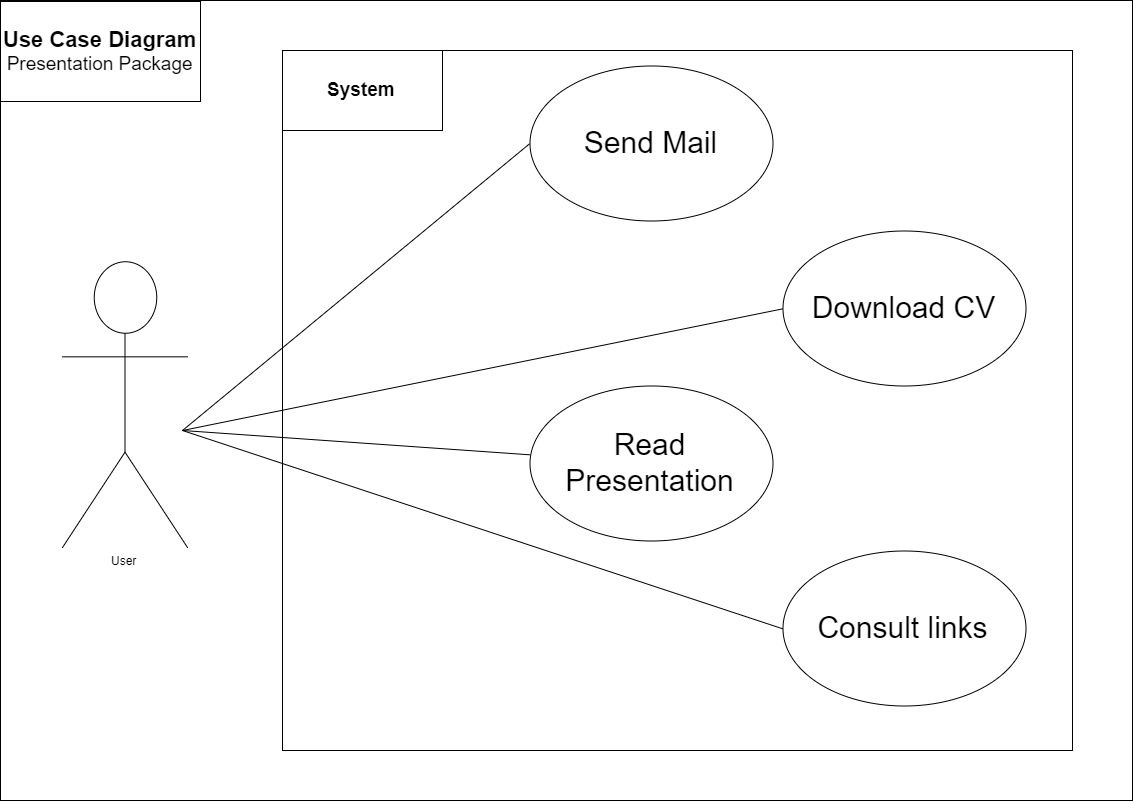 Use Case Diagram
Presentation Package
System
Send Mail
Download CV
Read
Presentation
Consult links
User